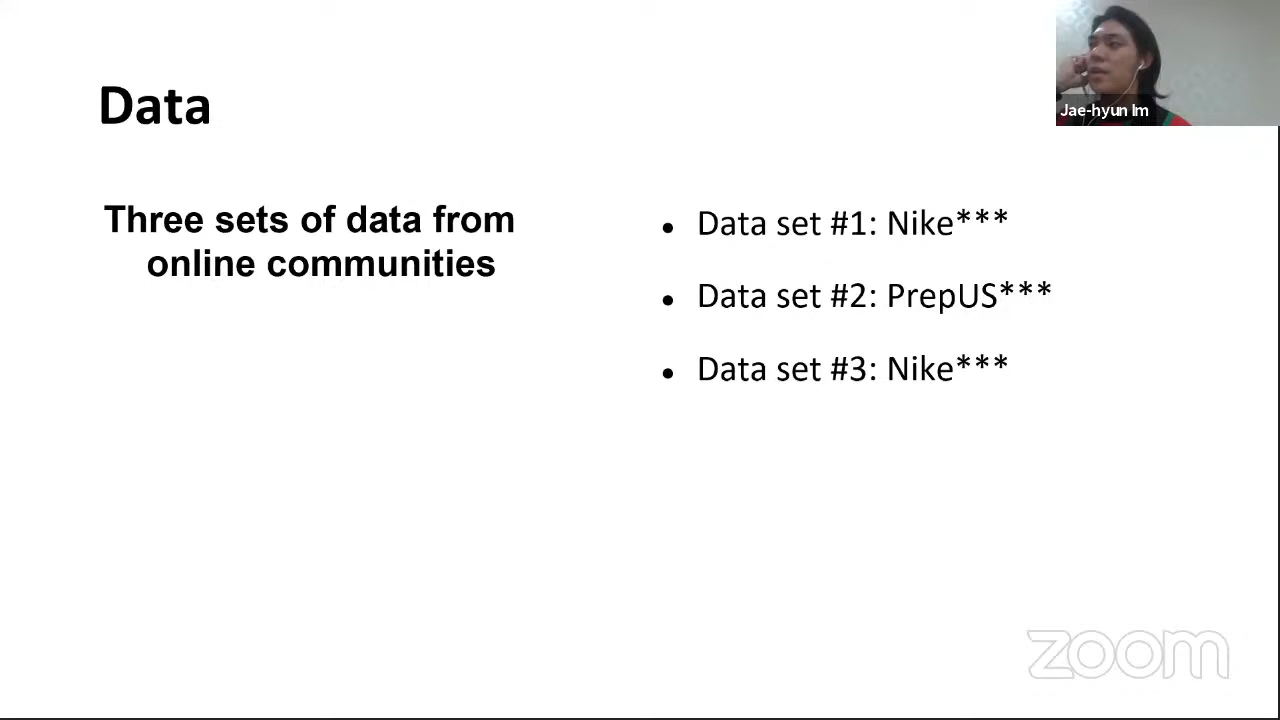 Data
Jae-hyun Im
Three sets of data from
online communities
• Data set #1: Nike***
• Data set #2: PrepUS***
• Data set #3: Nike***
zoom